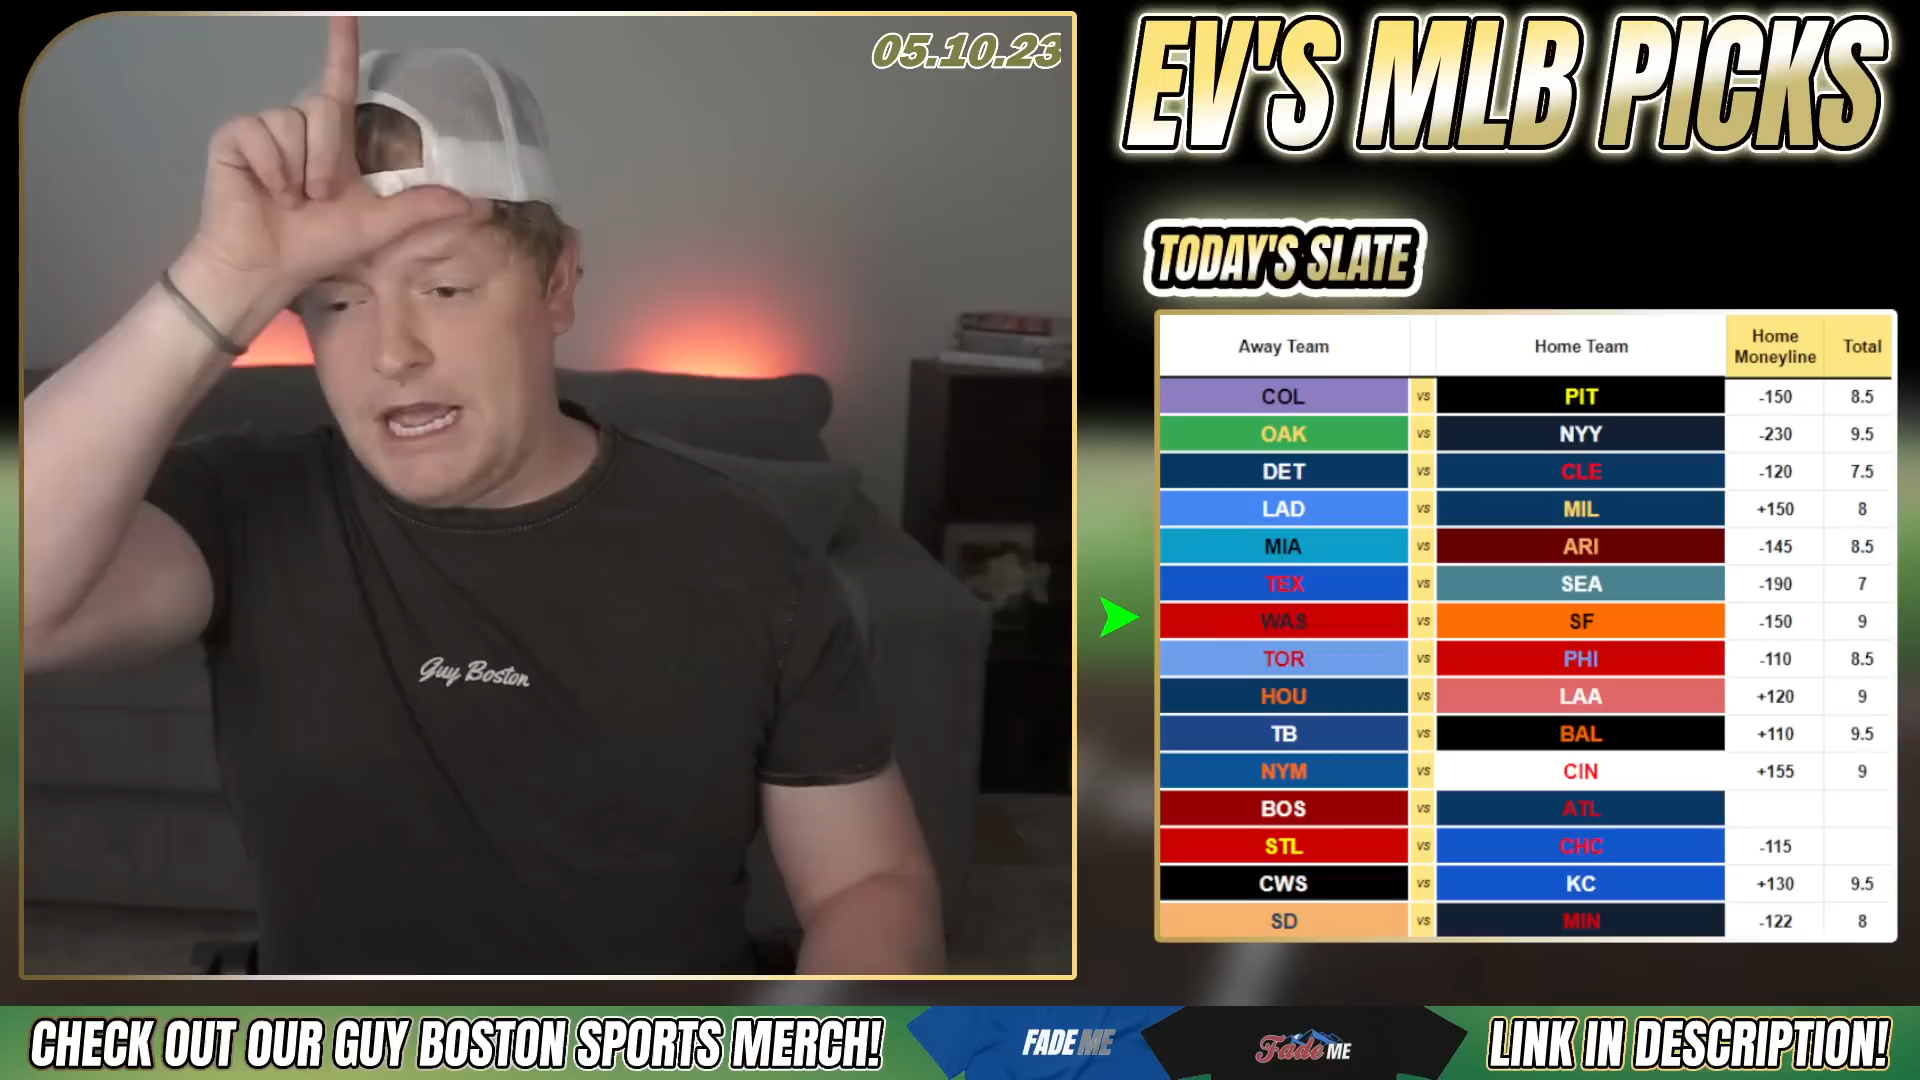 05.10.23
EV'S MLB PICKS
TODAY'S SLATE
Away Team Home Team Home Moneyline Total
COL vs PIT -150 8.5
OAK vs NYY -230 9.5
DET vs CLE -120 7.5
LAD vs MIL +150 8
MIA vs ARI -145 8.5
TEX vs SEA -190 7
WAS vs SF -150 9
TOR vs PHI -110 8.5
HOU vs LAA +120 9
TB vs BAL +110 9.5
NYM vs CIN +155 9
BOS vs ATL
STL vs CHC -115
CWS vs KC +130 9.5
SD vs MIN -122 8
Guy Boston
CHECK OUT OUR GUY BOSTON SPORTS MERCH! FADE ME Fade ME LINK IN DESCRIPTION!